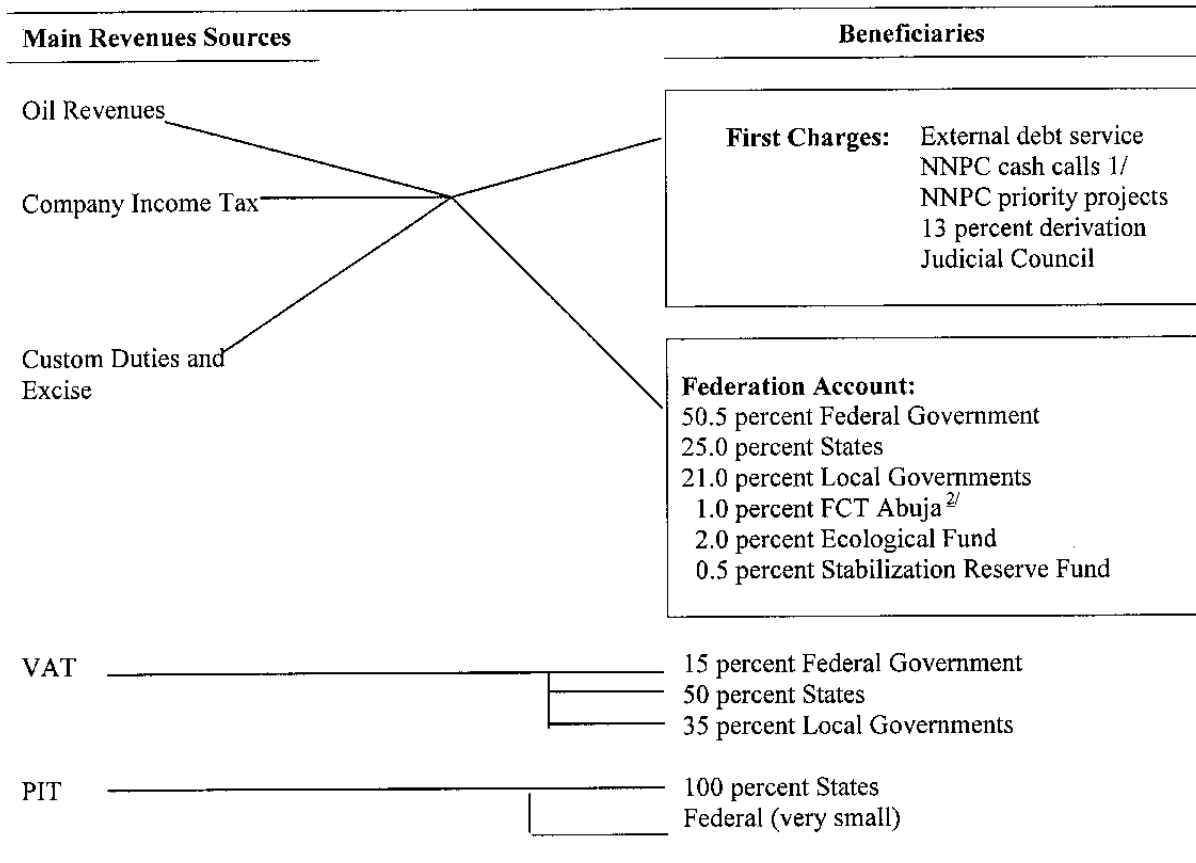 Main Revenues Sources
Beneficiaries
Oil Revenues
Company Income Tax
Custom Duties and
Excise
First Charges: External debt service
NNPC cash calls 1/
NNPC priority projects
13 percent derivation
Judicial Council
Federation Account:
50.5 percent Federal Government
25.0 percent States
21.0 percent Local Governments
1.0 percent FCT Abuja 2/
2.0 percent Ecological Fund
0.5 percent Stabilization Reserve Fund
VAT
15 percent Federal Government
50 percent States
35 percent Local Governments
PIT
100 percent States
Federal (very small)